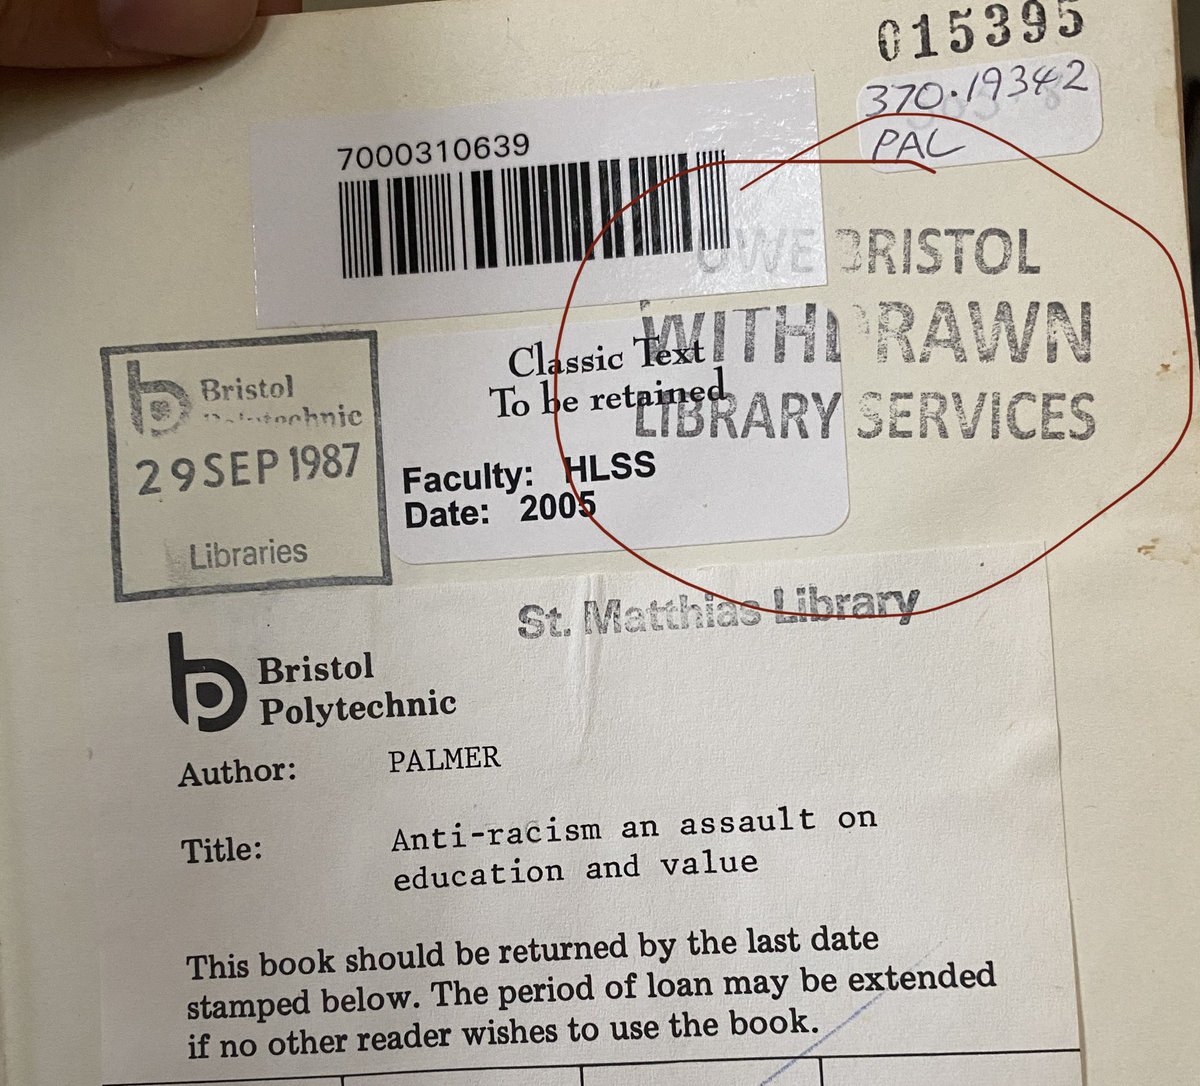 015395
370.19342
PAL
7000310639
UWE BRISTOL
WITHDRAWN
LIBRARY SERVICES
Classic Text
To be retained
Faculty: HLSS
Date: 2005
Bristol
Polytechnic
29 SEP 1987
Libraries
St. Matthias Library
Bristol
Polytechnic
Author: PALMER
Title: Anti-racism an assault on
education and value
This book should be returned by the last date
stamped below. The period of loan may be extended
if no other reader wishes to use the book.